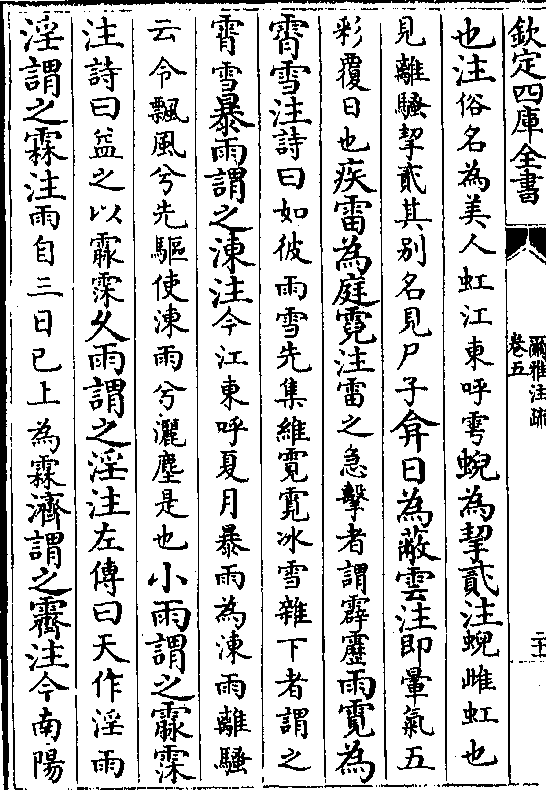 欽定四庫全書
爾雅注疏
卷五
二十
也注俗名為美人虹江東呼雩蜺為挈貳注蜺雌虹也
見離騷挈貳其別名見尸子弇日為蔽雲注即暈氣五
彩覆日也疾雷為庭霓注雷之急擊者謂霹靂雨霓為
霄雪注詩曰如彼雨雪先集維霓霓冰雪雜下者謂之
霄雪暴雨謂之涷注今江東呼夏月暴雨為涷雨離騷
云令飄風兮先驅使涷雨兮灑塵是也小雨謂之霡霂
注詩曰益之以霡霂久雨謂之淫注左傳曰天作淫雨
淫謂之霖注雨自三日已上為霖濟謂之霽注今南陽